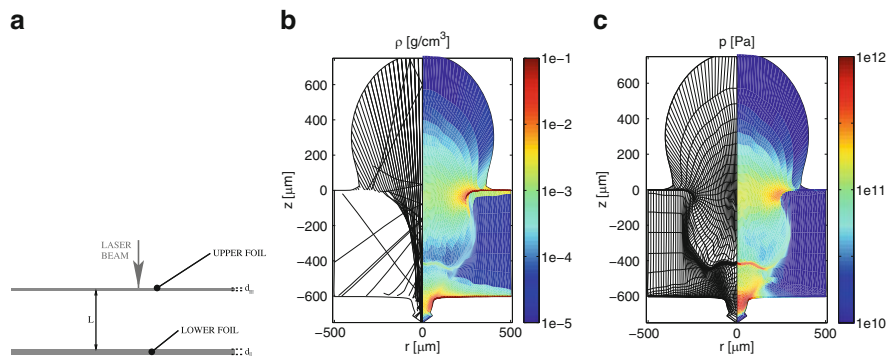 a
LASER
BEAM
UPPER FOIL
L
LOWER FOIL
b
ρ [g/cm³]
z [μm]
600
400
200
0
−200
−400
−600
−500
0
500
r [μm]
1e−1
1e−2
1e−3
1e−4
1e−5
c
p [Pa]
z [μm]
600
400
200
0
−200
−400
−600
−500
0
500
r [μm]
1e12
1e11
1e10